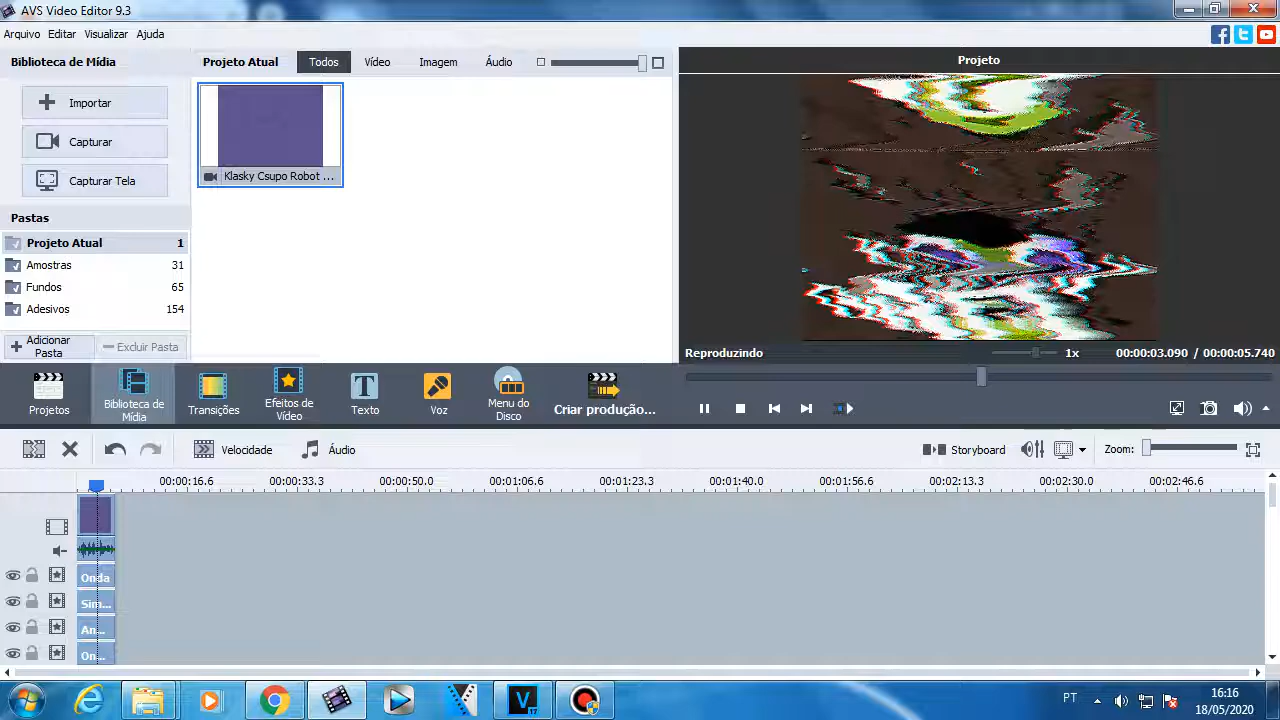 AVS Video Editor 9.3
Arquivo Editar Visualizar Ajuda
Biblioteca de Mídia
Projeto Atual Todos Vídeo Imagem Áudio
Projeto
Importar
Capturar
Capturar Tela
Klasky Csupo Robot ...
Pastas
Projeto Atual 1
Amostras 31
Fundos 65
Adesivos 154
Adicionar Pasta
Excluir Pasta
Reproduzindo 1x 00:00:03.090 / 00:00:05.740
Projetos
Biblioteca de Mídia
Transições
Efeitos de Vídeo
Texto
Voz
Menu do Disco
Criar produção...
Velocidade Áudio Storyboard Zoom:
00:00:16.6 00:00:33.3 00:00:50.0 00:01:06.6 00:01:23.3 00:01:40.0 00:01:56.6 00:02:13.3 00:02:30.0 00:02:46.6
Onda
Sim...
An...
On...
PT
16:16
18/05/2020